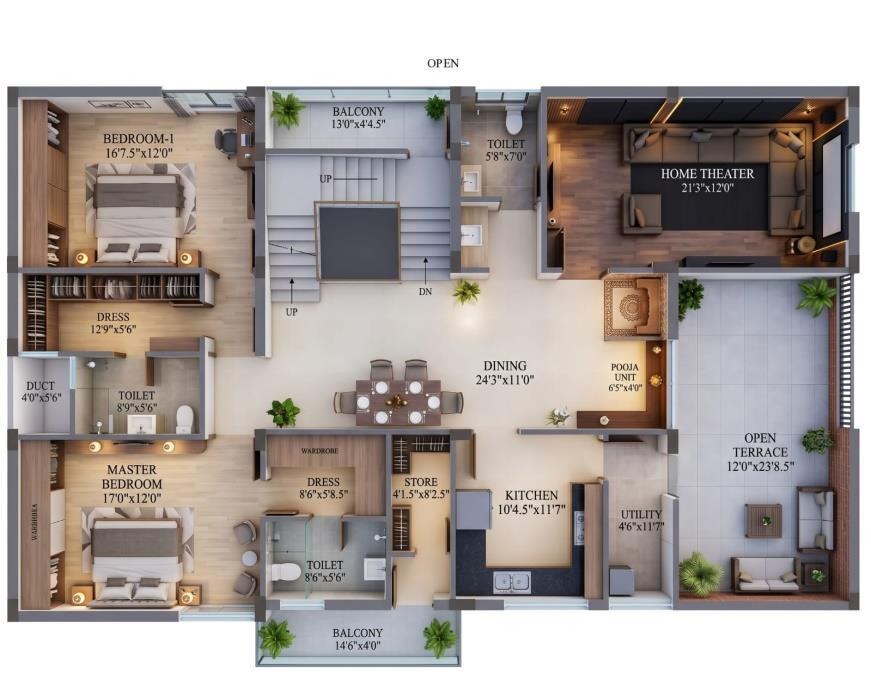 OPEN
BEDROOM-1
16'7.5"x12'0"
BALCONY
13'0"x4'4.5"
TOILET
5'8"x7'0"
HOME THEATER
21'3"x12'0"
UP
UP
DN
DRESS
12'9"x5'6"
DUCT
4'0"x5'6"
TOILET
8'9"x5'6"
DINING
24'3"x11'0"
POOJA
UNIT
6'5"x4'0"
OPEN
TERRACE
12'0"x23'8.5"
MASTER
BEDROOM
17'0"x12'0"
WARDROBE
DRESS
8'6"x5'8.5"
STORE
4'1.5"x8'2.5"
KITCHEN
10'4.5"x11'7"
UTILITY
4'6"x11'7"
TOILET
8'6"x5'6"
BALCONY
14'6"x4'0"